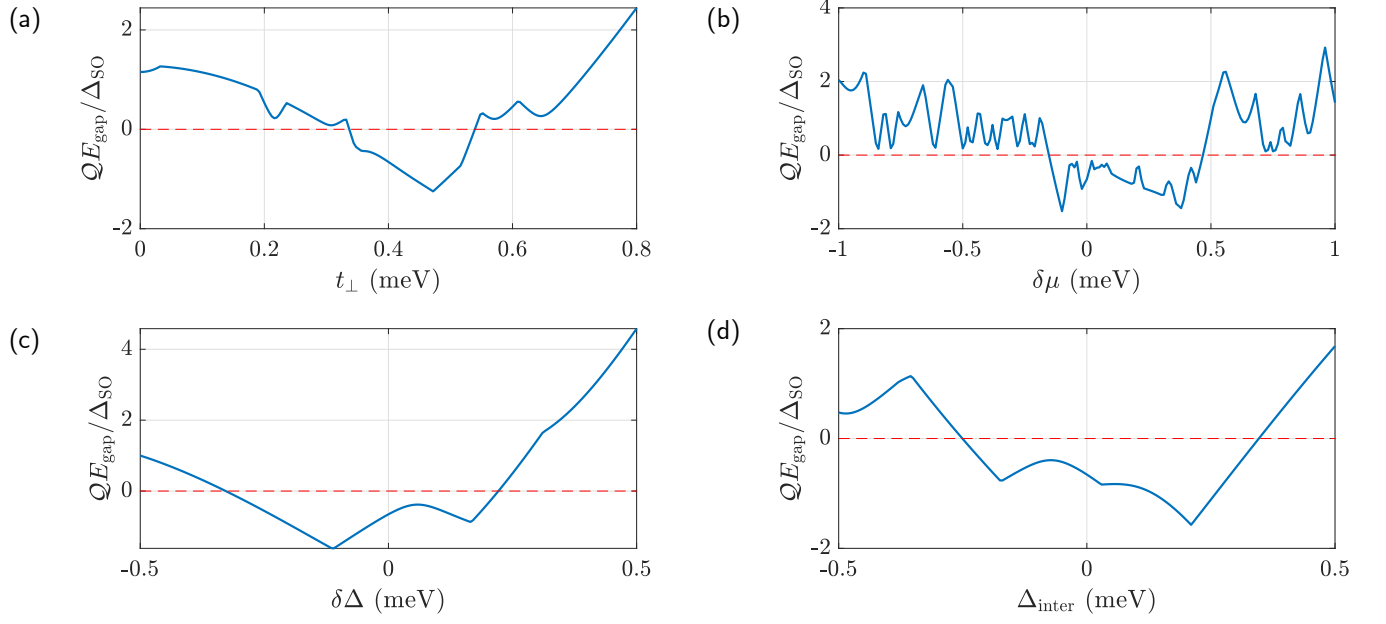 (a)
2
0
-2
0
0.2
0.4
0.6
0.8
t⊥ (meV)
𝒬E_gap/Δ_SO
(b)
4
2
0
-2
-1
-0.5
0
0.5
1
δμ (meV)
𝒬E_gap/Δ_SO
(c)
4
2
0
-0.5
0
0.5
δΔ (meV)
𝒬E_gap/Δ_SO
(d)
2
0
-2
-0.5
0
0.5
Δ_inter (meV)
𝒬E_gap/Δ_SO